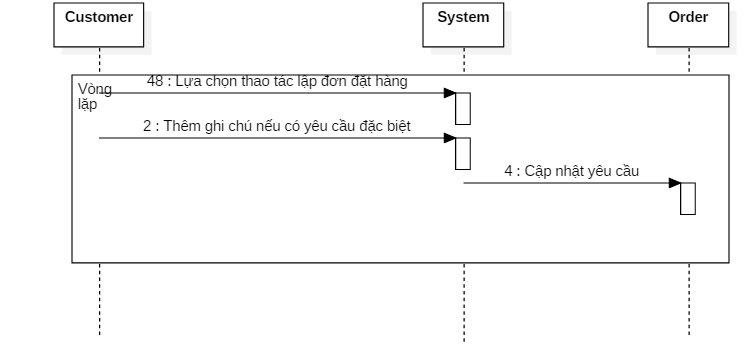 Customer
System
Order
Vòng
lặp
48 : Lựa chọn thao tác lập đơn đặt hàng
2 : Thêm ghi chú nếu có yêu cầu đặc biệt
4 : Cập nhật yêu cầu